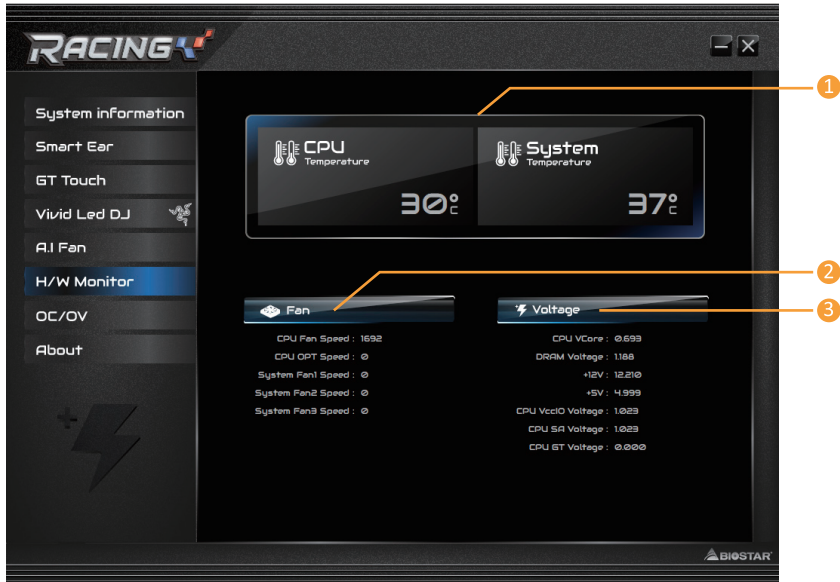 RACING
System information
Smart Ear
GT Touch
Vivid Led DJ
A.I Fan
H/W Monitor
OC/OV
About
CPU
Temperature
30°C
System
Temperature
37°C
1
2
3
Fan
CPU Fan Speed : 1692
CPU OPT Speed : 0
System Fan1 Speed : 0
System Fan2 Speed : 0
System Fan3 Speed : 0
Voltage
CPU VCore : 0.693
DRAM Voltage : 1.188
+12V : 12.210
+5V : 4.999
CPU VccIO Voltage : 1.023
CPU SA Voltage : 1.023
CPU GT Voltage : 0.000
BIOSTAR